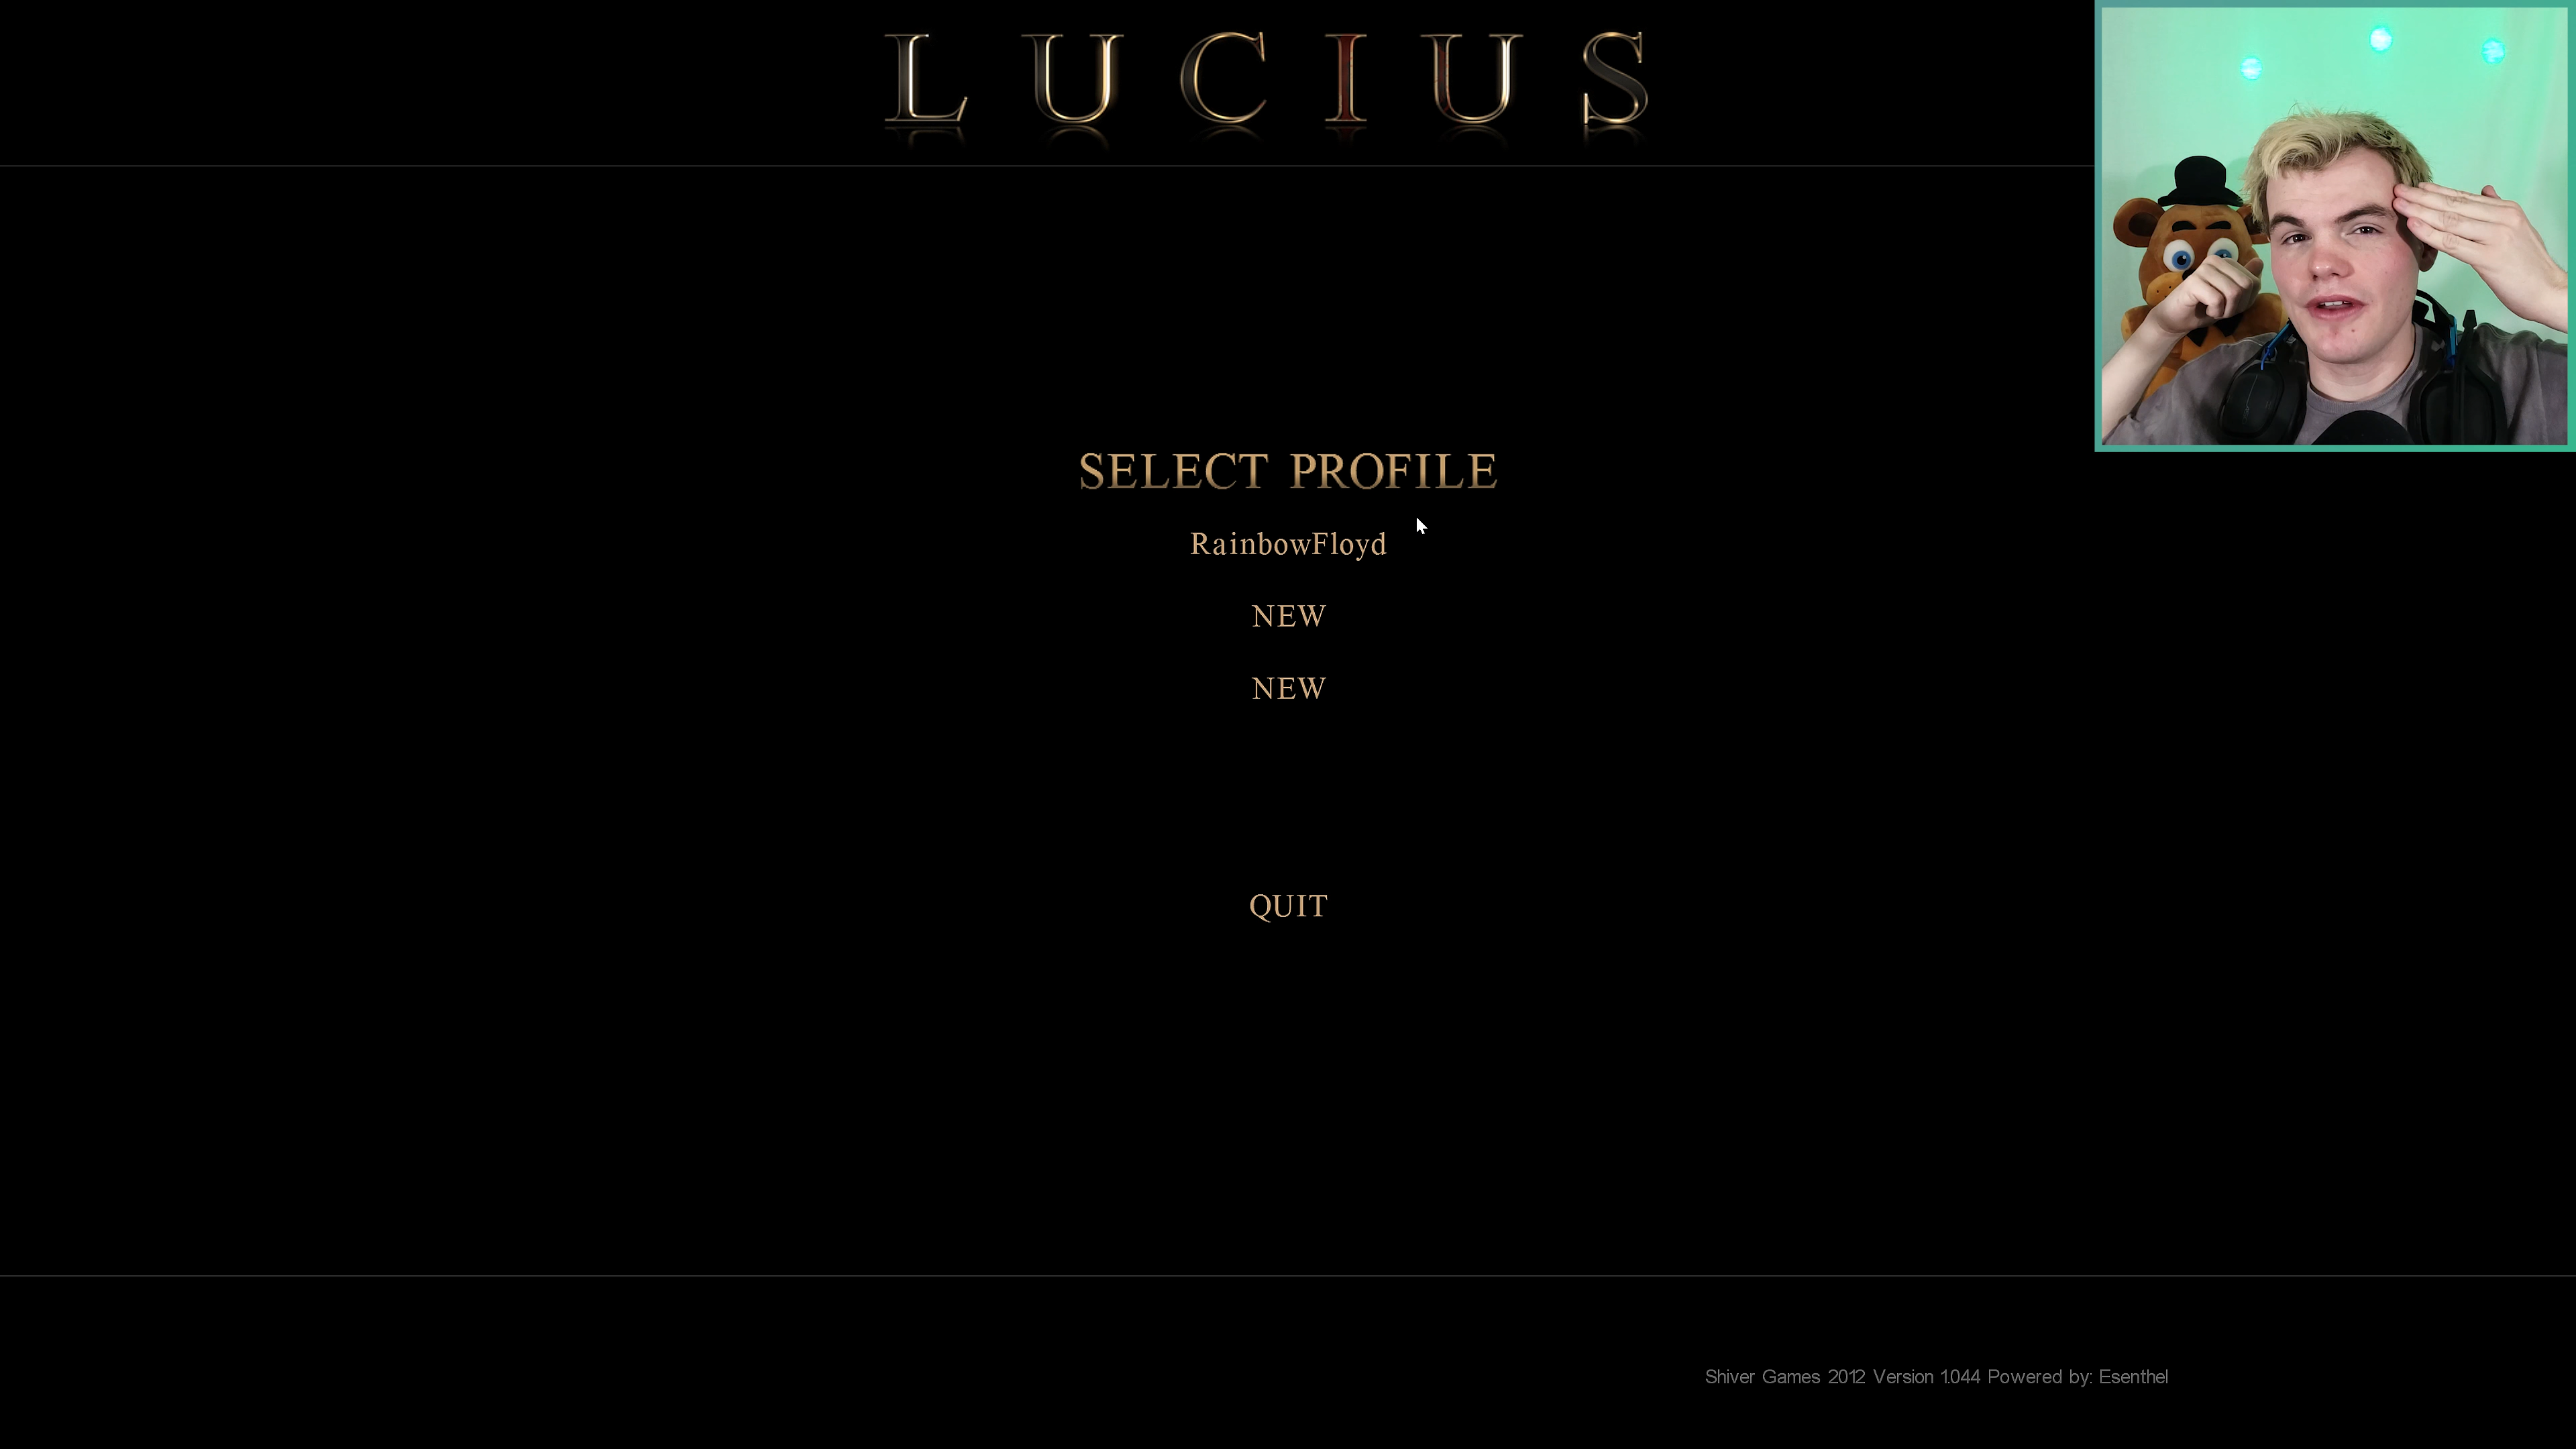 LUCIUS
SELECT PROFILE
RainbowFloyd
NEW
NEW
QUIT
Shiver Games 2012 Version 1.044 Powered by: Esenthel